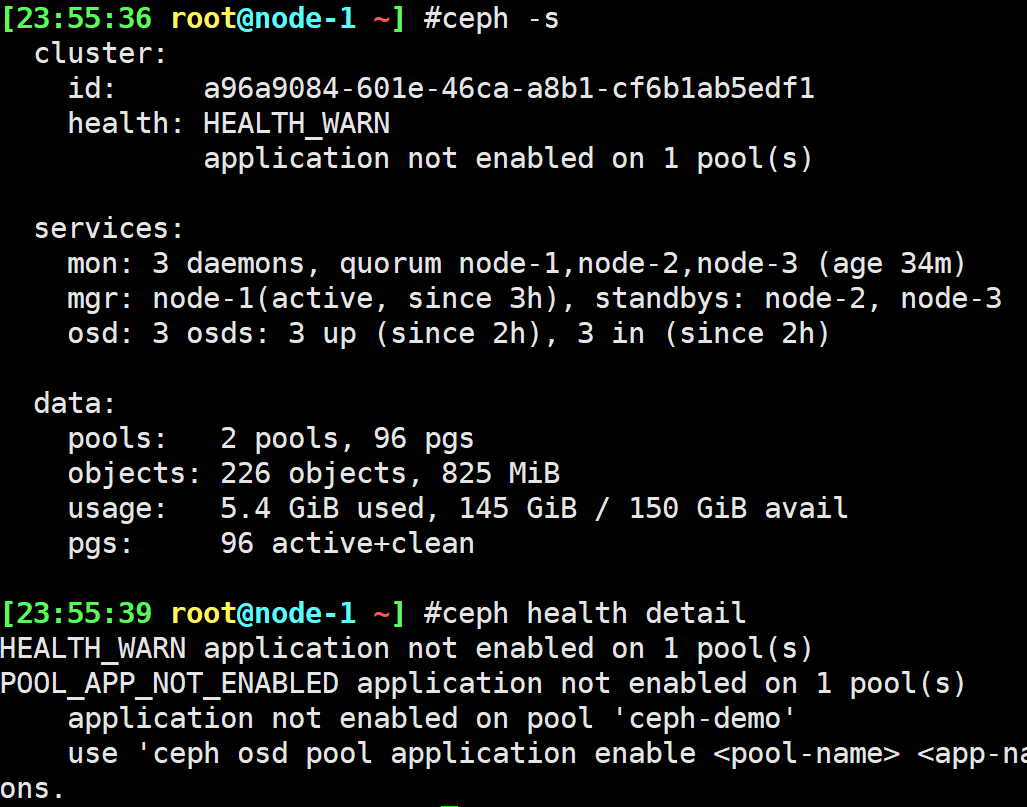 [23:55:36 root@node-1 ~] #ceph -s
  cluster:
    id:     a96a9084-601e-46ca-a8b1-cf6b1ab5edf1
    health: HEALTH_WARN
            application not enabled on 1 pool(s)

  services:
    mon: 3 daemons, quorum node-1,node-2,node-3 (age 34m)
    mgr: node-1(active, since 3h), standbys: node-2, node-3
    osd: 3 osds: 3 up (since 2h), 3 in (since 2h)

  data:
    pools:   2 pools, 96 pgs
    objects: 226 objects, 825 MiB
    usage:   5.4 GiB used, 145 GiB / 150 GiB avail
    pgs:     96 active+clean

[23:55:39 root@node-1 ~] #ceph health detail
HEALTH_WARN application not enabled on 1 pool(s)
POOL_APP_NOT_ENABLED application not enabled on 1 pool(s)
    application not enabled on pool 'ceph-demo'
    use 'ceph osd pool application enable <pool-name> <app-na
ons.